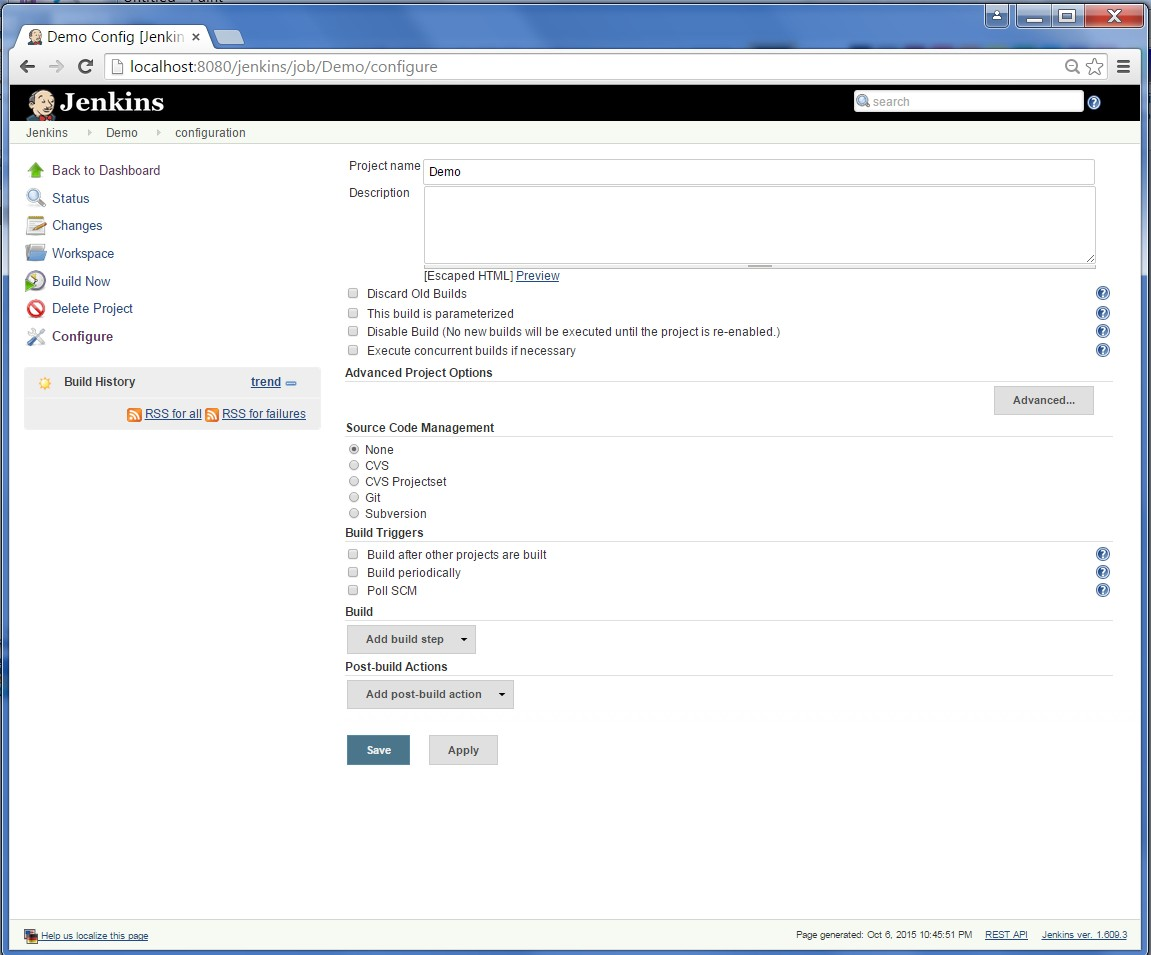 Demo Config [Jenkin
localhost:8080/jenkins/job/Demo/configure
Jenkins
search
Jenkins Demo configuration
Back to Dashboard
Status
Changes
Workspace
Build Now
Delete Project
Configure
Build History trend
RSS for all RSS for failures
Project name Demo
Description
[Escaped HTML] Preview
Discard Old Builds
This build is parameterized
Disable Build (No new builds will be executed until the project is re-enabled.)
Execute concurrent builds if necessary
Advanced Project Options
Advanced...
Source Code Management
None
CVS
CVS Projectset
Git
Subversion
Build Triggers
Build after other projects are built
Build periodically
Poll SCM
Build
Add build step
Post-build Actions
Add post-build action
Save Apply
Help us localize this page Page generated: Oct 6, 2015 10:45:51 PM REST API Jenkins ver. 1.609.3